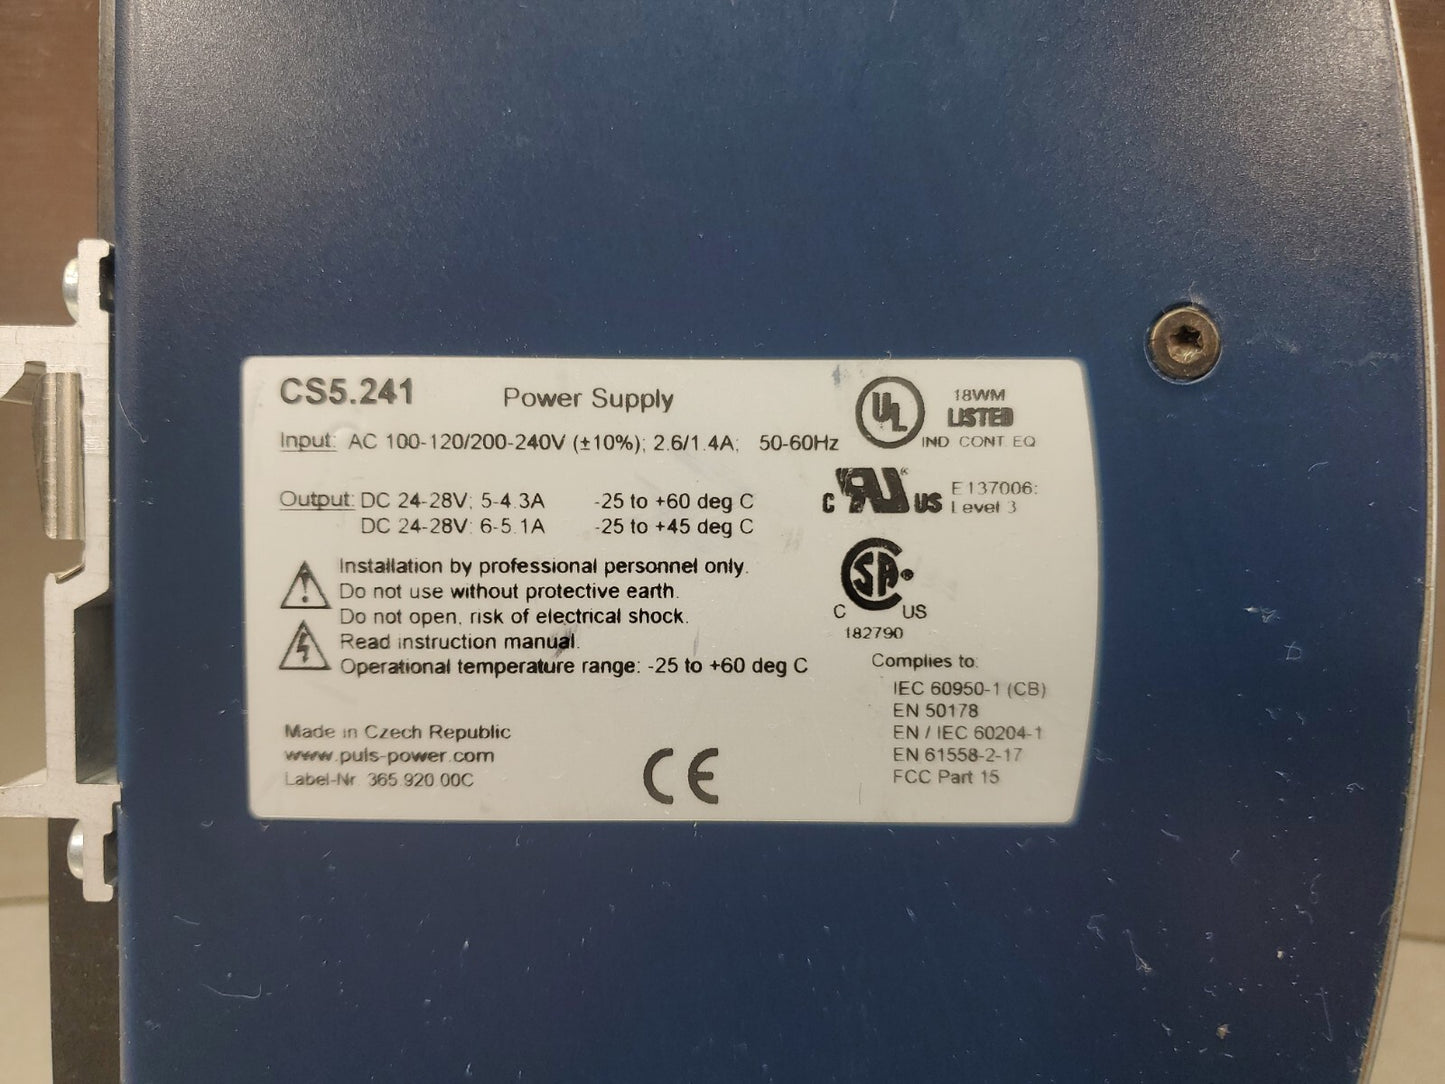 CS5.241 Power Supply
Input: AC 100-120/200-240V (±10%); 2.6/1.4A; 50-60Hz
Output: DC 24-28V; 5-4.3A -25 to +60 deg C
DC 24-28V: 6-5.1A -25 to +45 deg C
Installation by professional personnel only.
Do not use without protective earth.
Do not open, risk of electrical shock.
Read instruction manual.
Operational temperature range: -25 to +60 deg C
Made in Czech Republic
www.puls-power.com
Label-Nr 365.920.00C
CE
UL
18WM
LISTED
IND CONT EQ
C RU ® US
E137006:
Level 3
SA ®
C US
182790
Complies to:
IEC 60950-1 (CB)
EN 50178
EN / IEC 60204-1
EN 61558-2-17
FCC Part 15